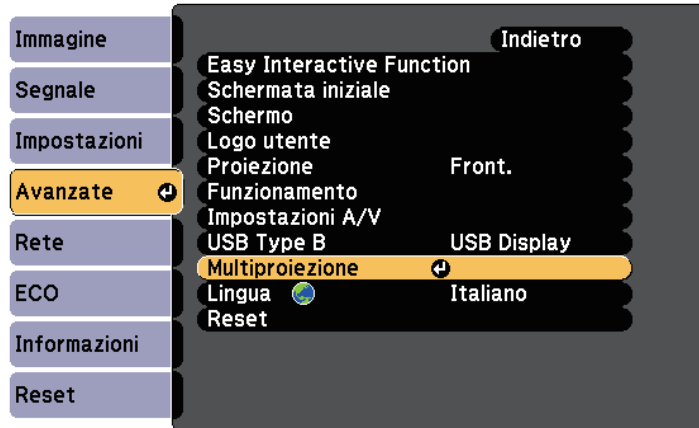 Immagine
Segnale
Impostazioni
Avanzate
Rete
ECO
Informazioni
Reset
Indietro
Easy Interactive Function
Schermata iniziale
Schermo
Logo utente
Proiezione Front.
Funzionamento
Impostazioni A/V
USB Type B USB Display
Multiproiezione
Lingua Italiano
Reset